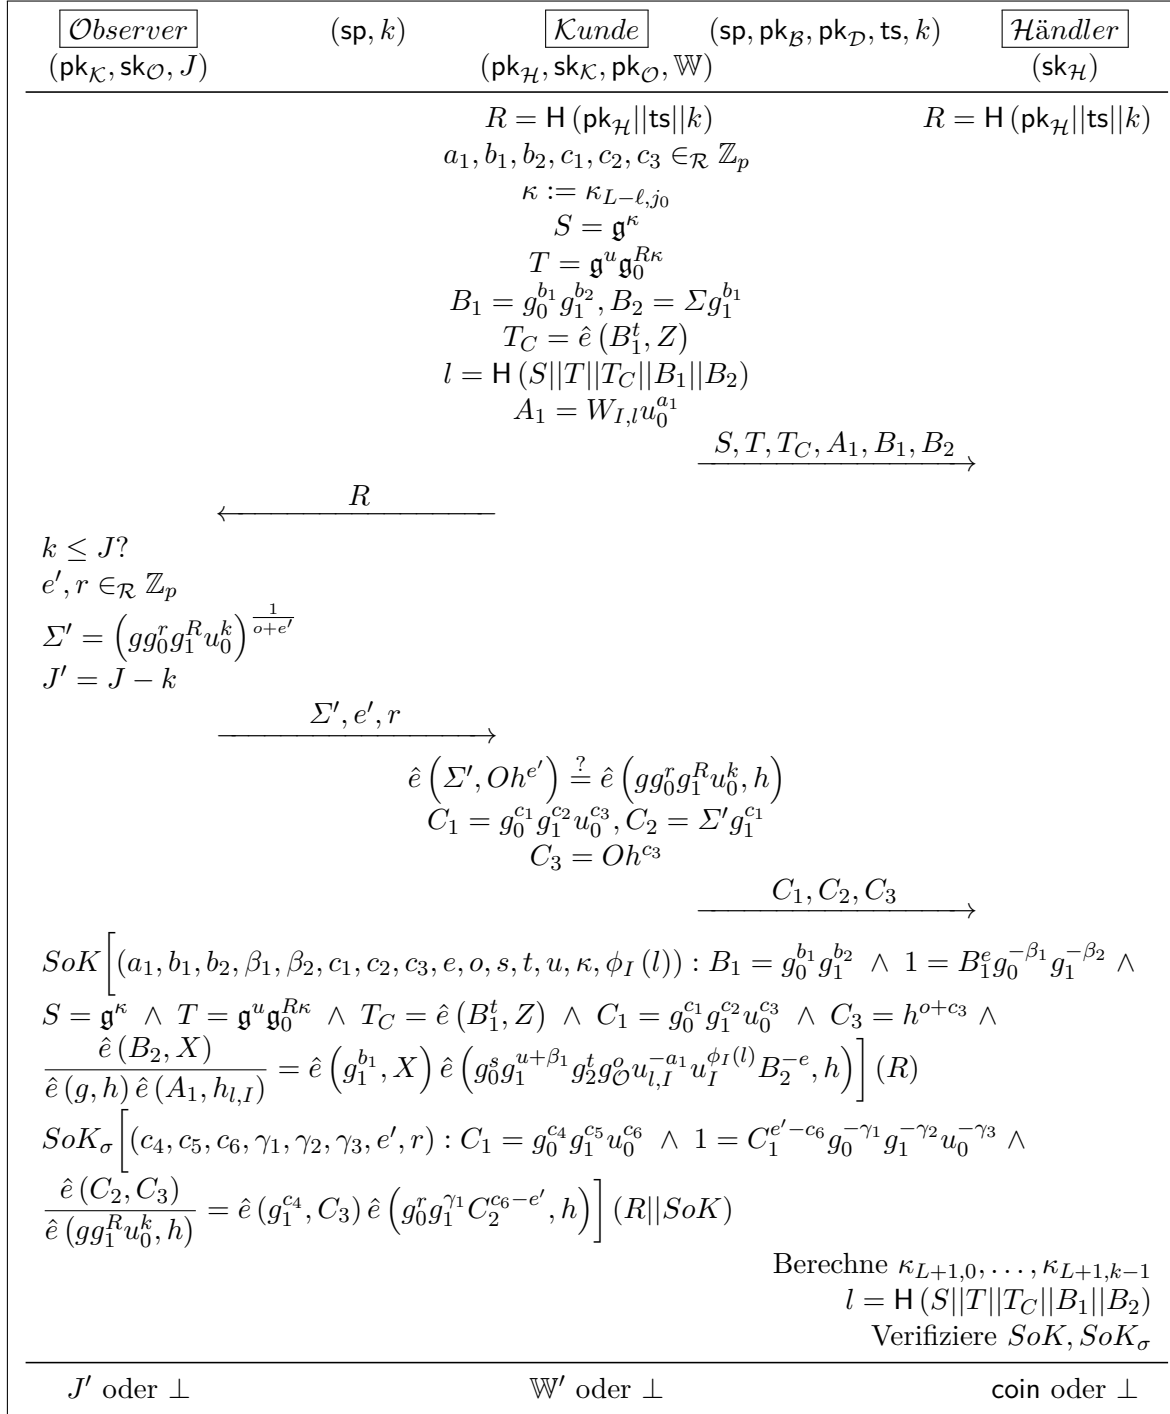 𝒪bserver (sp, k) 𝒦unde (sp, pk_ℬ, pk_𝒟, ts, k) ℋändler
(pk_𝒦, sk_𝒪, J) (pk_ℋ, sk_𝒦, pk_𝒪, 𝕎) (sk_ℋ)
R = H (pk_ℋ||ts||k) R = H (pk_ℋ||ts||k)
a_1, b_1, b_2, c_1, c_2, c_3 ∈_ℛ ℤ_p
κ := κ_{L−ℓ,j_0}
S = 𝔤^κ
T = 𝔤^u 𝔤_0^{Rκ}
B_1 = g_0^{b_1} g_1^{b_2}, B_2 = Σg_1^{b_1}
T_C = ê (B_1^t, Z)
l = H (S||T||T_C||B_1||B_2)
A_1 = W_{I,l} u_0^{a_1}
S, T, T_C, A_1, B_1, B_2
R
k ≤ J?
e′, r ∈_ℛ ℤ_p
Σ′ = (gg_0^r g_1^R u_0^k)^{\frac{1}{o+e′}}
J′ = J − k
Σ′, e′, r
ê (Σ′, Oh^{e′}) ≟ ê (gg_0^r g_1^R u_0^k, h)
C_1 = g_0^{c_1} g_1^{c_2} u_0^{c_3}, C_2 = Σ′g_1^{c_1}
C_3 = Oh^{c_3}
C_1, C_2, C_3
SoK[(a_1, b_1, b_2, β_1, β_2, c_1, c_2, c_3, e, o, s, t, u, κ, ϕ_I (l)) : B_1 = g_0^{b_1} g_1^{b_2} ∧ 1 = B_1^e g_0^{−β_1} g_1^{−β_2} ∧
S = 𝔤^κ ∧ T = 𝔤^u 𝔤_0^{Rκ} ∧ T_C = ê (B_1^t, Z) ∧ C_1 = g_0^{c_1} g_1^{c_2} u_0^{c_3} ∧ C_3 = h^{o+c_3} ∧
\frac{ê (B_2, X)}{ê (g, h) ê (A_1, h_{l,I})} = ê (g_1^{b_1}, X) ê (g_0^s g_1^{u+β_1} g_2^t g_𝒪^o u_{l,I}^{−a_1} u_I^{ϕ_I(l)} B_2^{−e}, h)] (R)
SoK_σ[(c_4, c_5, c_6, γ_1, γ_2, γ_3, e′, r) : C_1 = g_0^{c_4} g_1^{c_5} u_0^{c_6} ∧ 1 = C_1^{e′−c_6} g_0^{−γ_1} g_1^{−γ_2} u_0^{−γ_3} ∧
\frac{ê (C_2, C_3)}{ê (gg_1^R u_0^k, h)} = ê (g_1^{c_4}, C_3) ê (g_0^r g_1^{γ_1} C_2^{c_6−e′}, h)] (R||SoK)
Berechne κ_{L+1,0}, . . . , κ_{L+1,k−1}
l = H (S||T||T_C||B_1||B_2)
Verifiziere SoK, SoK_σ
J′ oder ⊥ 𝕎′ oder ⊥ coin oder ⊥